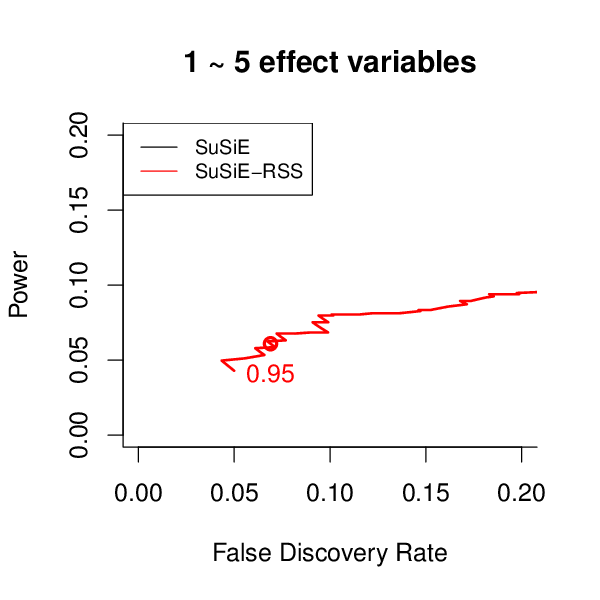 1 ~ 5 effect variables
SuSiE
SuSiE−RSS
0.20
0.15
0.10
0.05
0.00
Power
0.95
0.00 0.05 0.10 0.15 0.20
False Discovery Rate